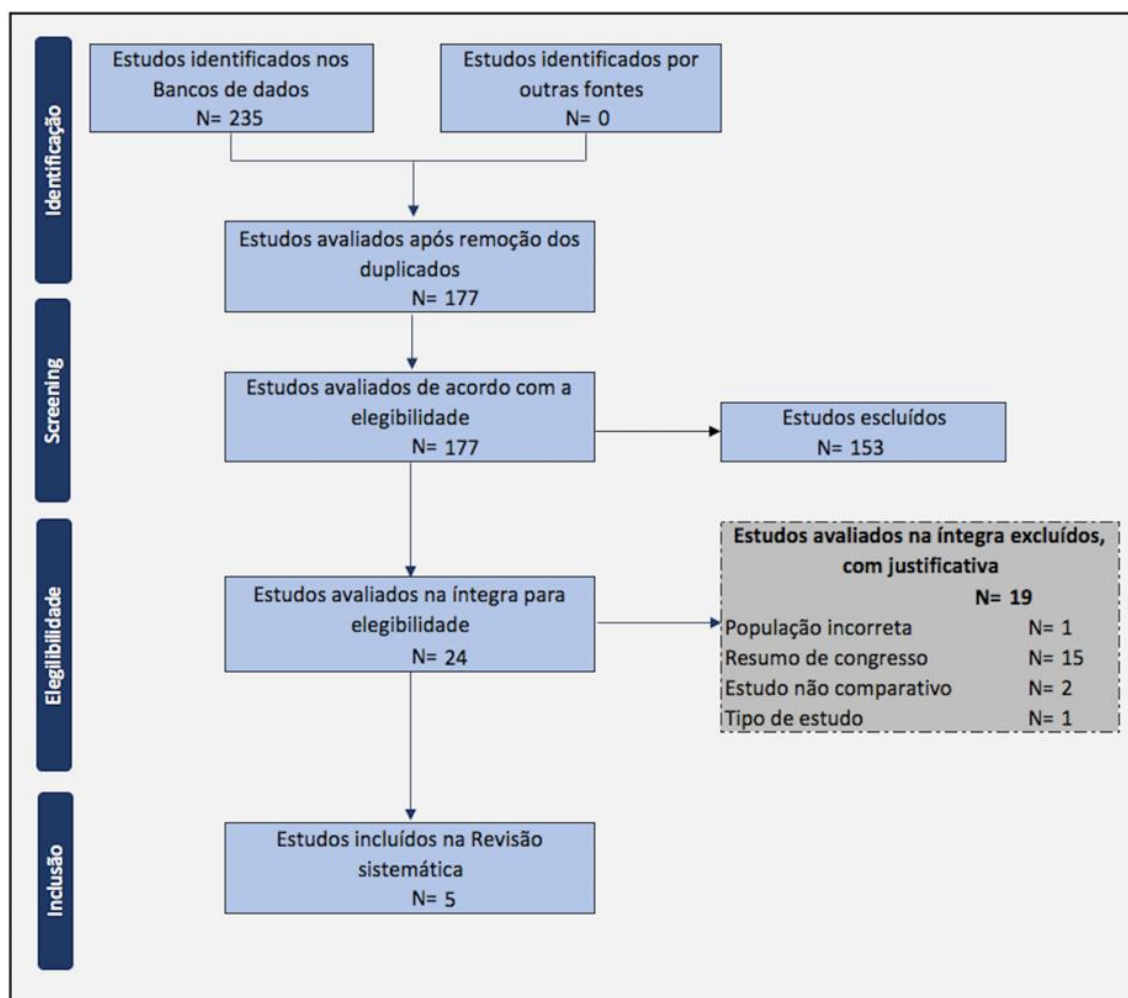 Identificação
Estudos identificados nos
Bancos de dados
N= 235
Estudos identificados por
outras fontes
N= 0
Estudos avaliados após remoção dos
duplicados
N= 177
Screening
Estudos avaliados de acordo com a
elegibilidade
N= 177
Estudos escluídos
N= 153
Elegilibilidade
Estudos avaliados na íntegra para
elegibilidade
N= 24
Estudos avaliados na íntegra excluídos,
com justificativa
N= 19
População incorreta N= 1
Resumo de congresso N= 15
Estudo não comparativo N= 2
Tipo de estudo N= 1
Inclusão
Estudos incluídos na Revisão
sistemática
N= 5